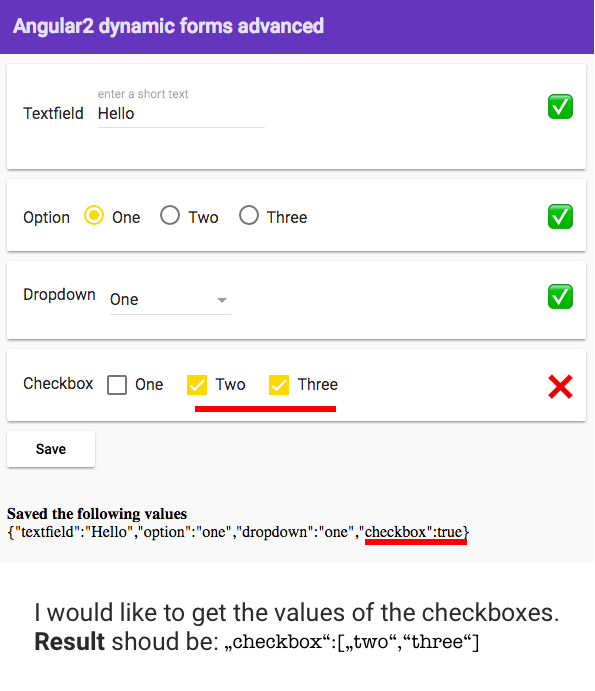 Angular2 dynamic forms advanced
enter a short text
Textfield Hello
Option One Two Three
Dropdown One
Checkbox One Two Three
Save
Saved the following values
{"textfield":"Hello","option":"one","dropdown":"one","checkbox":true}
I would like to get the values of the checkboxes.
Result shoud be: „checkbox“:[„two“,“three“]